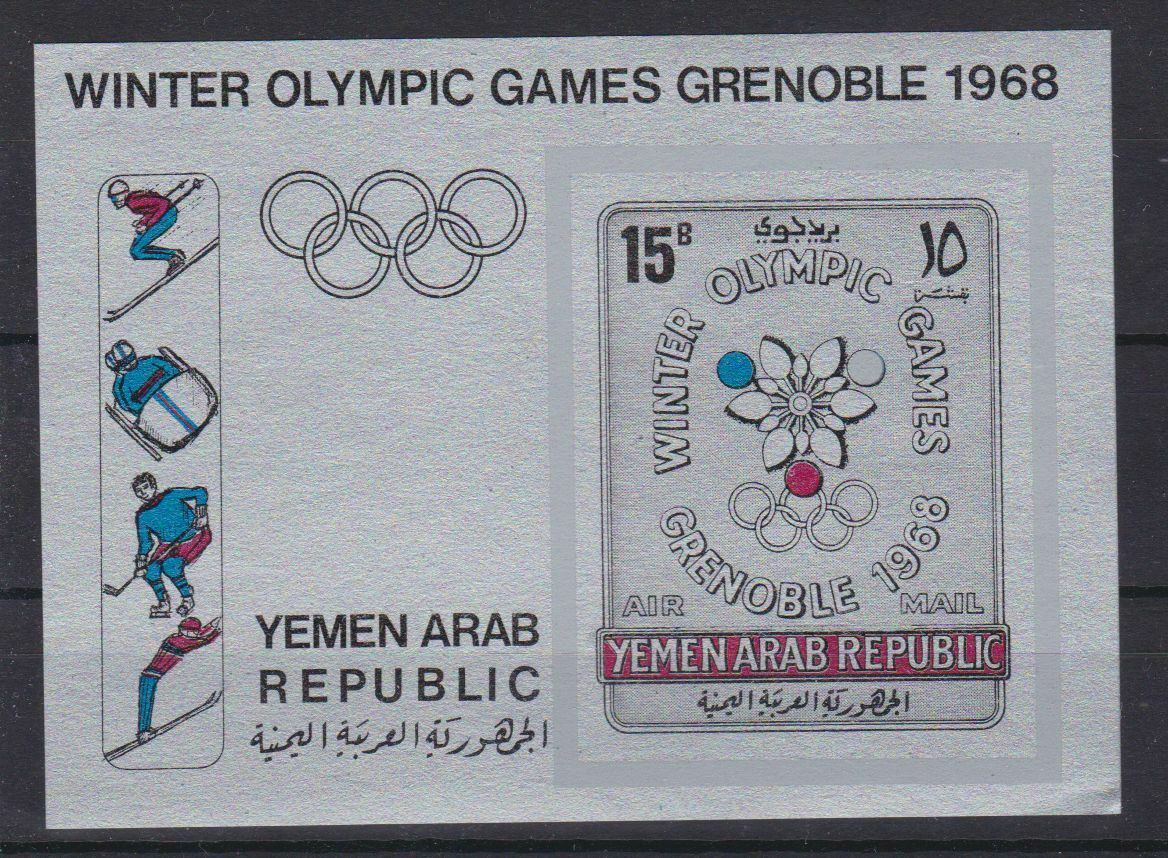 WINTER OLYMPIC GAMES GRENOBLE 1968
15 B
بريد جوي
١٥
بقشة
WINTER OLYMPIC GAMES
GRENOBLE 1968
AIR MAIL
YEMEN ARAB REPUBLIC
الجمهورية العربية اليمنية
YEMEN ARAB
REPUBLIC
الجمهورية العربية اليمنية